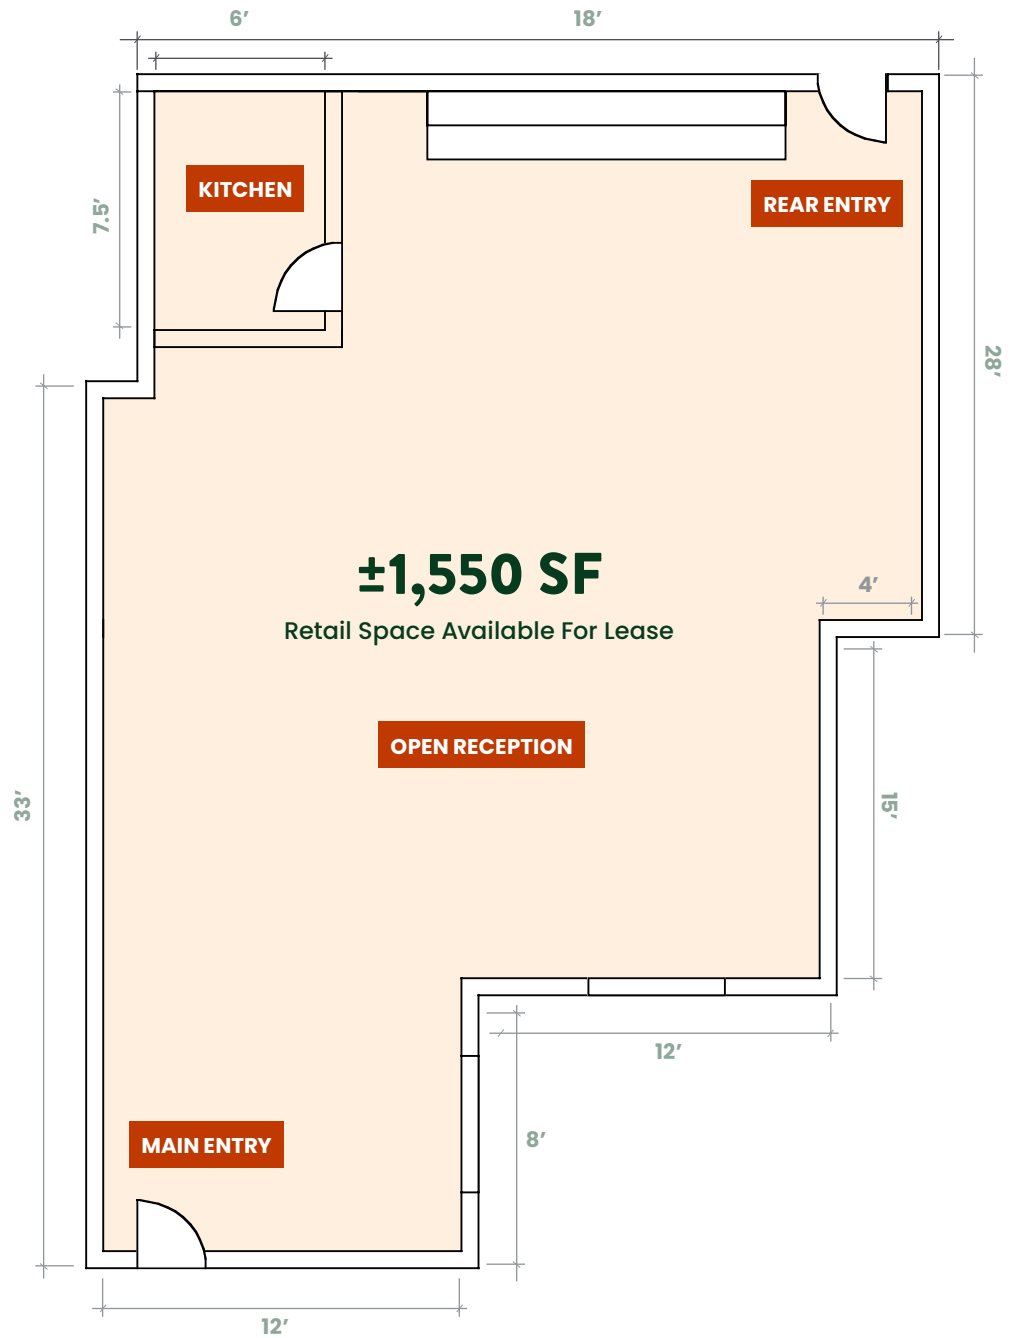 6’
18’
7.5’
KITCHEN
REAR ENTRY
28’
±1,550 SF
4’
Retail Space Available For Lease
OPEN RECEPTION
33’
15’
12’
8’
MAIN ENTRY
12’